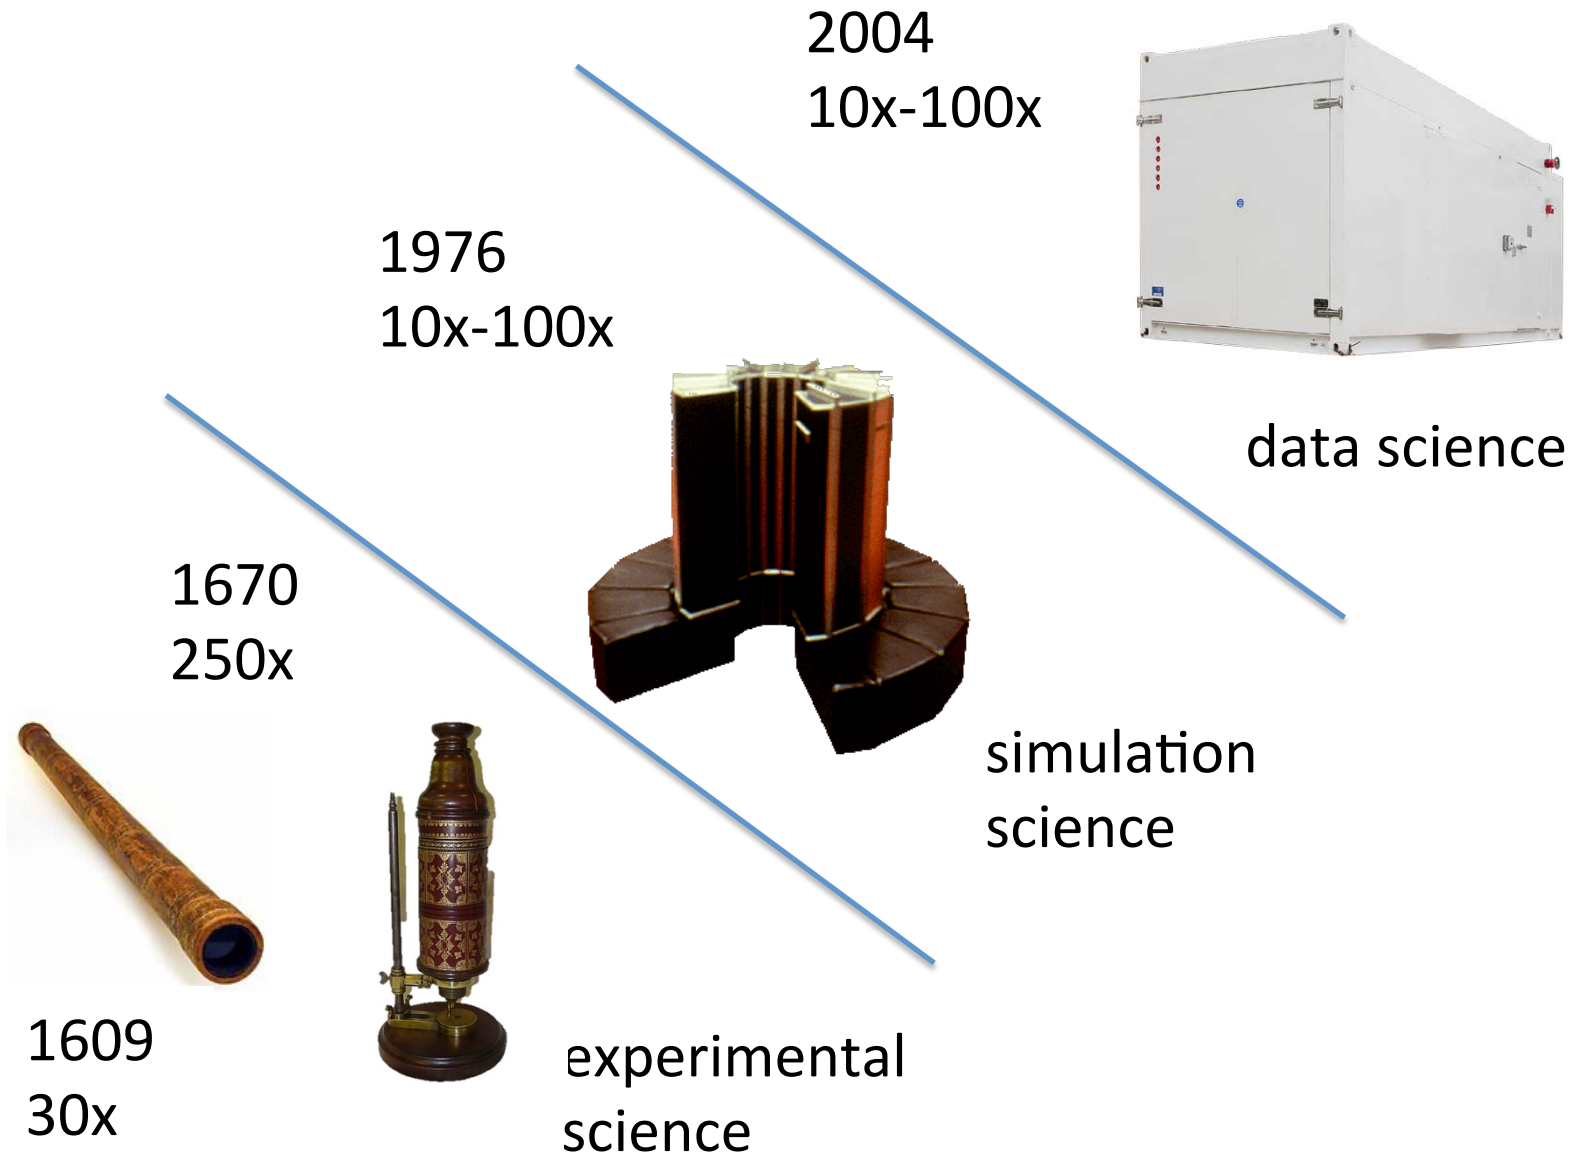 2004
10x-100x
1976
10x-100x
data science
1670
250x
simulation
science
1609
30x
experimental
science